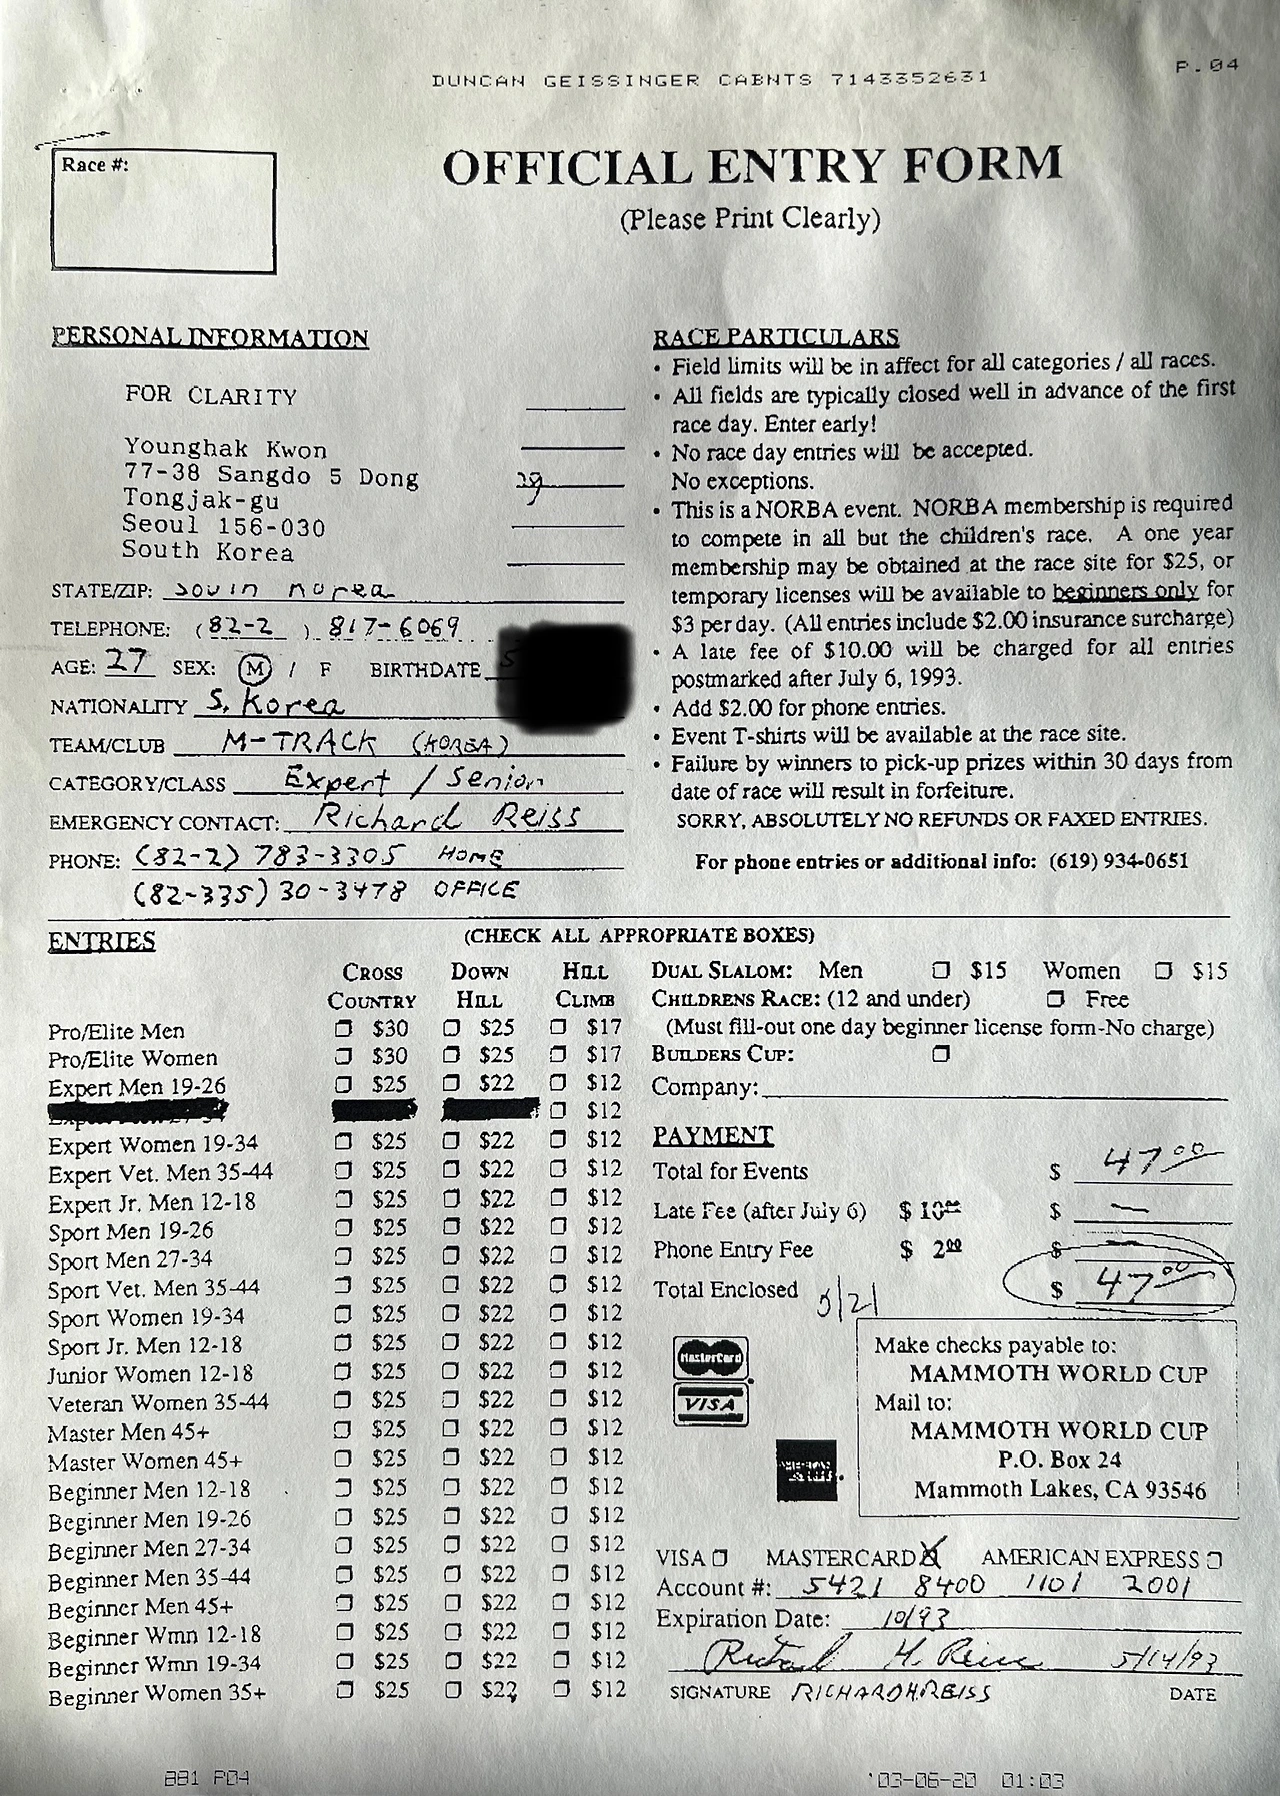 DUNCAN GEISSINGER CABNTS 7143352631
P.04
Race #:
OFFICIAL ENTRY FORM
(Please Print Clearly)
PERSONAL INFORMATION
FOR CLARITY
Younghak Kwon
77-38 Sangdo 5 Dong
Tongjak-gu
Seoul 156-030
South Korea
STATE/ZIP: South Korea
TELEPHONE: (82-2) 817-6069
AGE: 27 SEX: M / F BIRTHDATE
NATIONALITY S. Korea
TEAM/CLUB M-TRACK (KOREA)
CATEGORY/CLASS Expert / Senior
EMERGENCY CONTACT: Richard Reiss
PHONE: (82-2) 783-3305 HOME
(82-335) 30-3478 OFFICE
RACE PARTICULARS
• Field limits will be in affect for all categories / all races.
• All fields are typically closed well in advance of the first
race day. Enter early!
• No race day entries will be accepted.
No exceptions.
• This is a NORBA event. NORBA membership is required
to compete in all but the children's race. A one year
membership may be obtained at the race site for $25, or
temporary licenses will be available to beginners only for
$3 per day. (All entries include $2.00 insurance surcharge)
• A late fee of $10.00 will be charged for all entries
postmarked after July 6, 1993.
• Add $2.00 for phone entries.
• Event T-shirts will be available at the race site.
• Failure by winners to pick-up prizes within 30 days from
date of race will result in forfeiture.
SORRY, ABSOLUTELY NO REFUNDS OR FAXED ENTRIES.
For phone entries or additional info: (619) 934-0651
ENTRIES
(CHECK ALL APPROPRIATE BOXES)
CROSS COUNTRY DOWN HILL HILL CLIMB
Pro/Elite Men $30 $25 $17
Pro/Elite Women $30 $25 $17
Expert Men 19-26 $25 $22 $12
$12
Expert Women 19-34 $25 $22 $12
Expert Vet. Men 35-44 $25 $22 $12
Expert Jr. Men 12-18 $25 $22 $12
Sport Men 19-26 $25 $22 $12
Sport Men 27-34 $25 $22 $12
Sport Vet. Men 35-44 $25 $22 $12
Sport Women 19-34 $25 $22 $12
Sport Jr. Men 12-18 $25 $22 $12
Junior Women 12-18 $25 $22 $12
Veteran Women 35-44 $25 $22 $12
Master Men 45+ $25 $22 $12
Master Women 45+ $25 $22 $12
Beginner Men 12-18 $25 $22 $12
Beginner Men 19-26 $25 $22 $12
Beginner Men 27-34 $25 $22 $12
Beginner Men 35-44 $25 $22 $12
Beginner Men 45+ $25 $22 $12
Beginner Wmn 12-18 $25 $22 $12
Beginner Wmn 19-34 $25 $22 $12
Beginner Women 35+ $25 $22 $12
DUAL SLALOM: Men $15 Women $15
CHILDRENS RACE: (12 and under) Free
(Must fill-out one day beginner license form-No charge)
BUILDERS CUP:
Company:
PAYMENT
Total for Events $ 47.00
Late Fee (after July 6) $ 10.00 $ —
Phone Entry Fee $ 2.00 $ —
Total Enclosed 5/21 $ 47.00
MasterCard
VISA
Make checks payable to:
MAMMOTH WORLD CUP
Mail to:
MAMMOTH WORLD CUP
P.O. Box 24
Mammoth Lakes, CA 93546
VISA MASTERCARD X AMERICAN EXPRESS
Account #: 5421 8400 1101 2001
Expiration Date: 10/93
Richard H. Reiss 5/14/93
SIGNATURE RICHARD H. REISS DATE
881 P04
'03-06-20 01:03